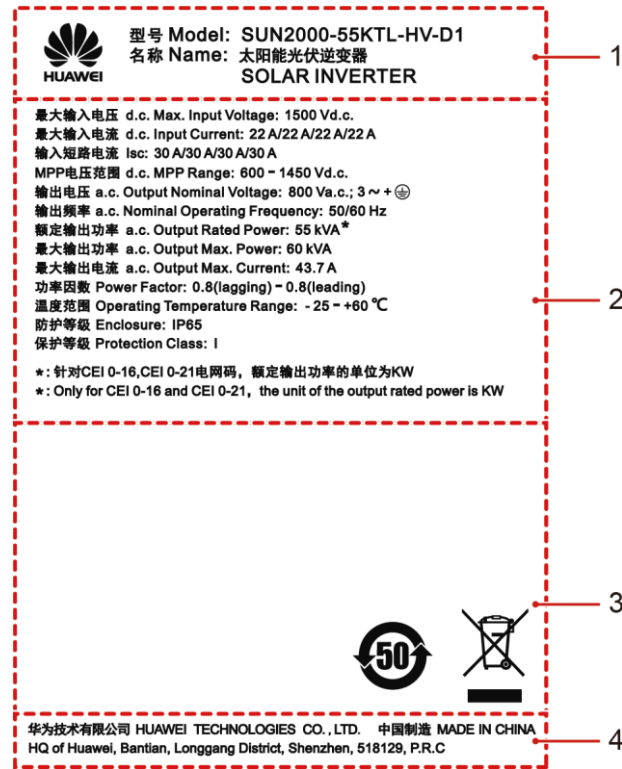 型号 Model: SUN2000-55KTL-HV-D1
名称 Name: 太阳能光伏逆变器
SOLAR INVERTER
HUAWEI
1
最大输入电压 d.c. Max. Input Voltage: 1500 Vd.c.
最大输入电流 d.c. Input Current: 22 A/22 A/22 A/22 A
输入短路电流 Isc: 30 A/30 A/30 A/30 A
MPP电压范围 d.c. MPP Range: 600 - 1450 Vd.c.
输出电压 a.c. Output Nominal Voltage: 800 Va.c.; 3 ~ + ⏚
输出频率 a.c. Nominal Operating Frequency: 50/60 Hz
额定输出功率 a.c. Output Rated Power: 55 kVA*
最大输出功率 a.c. Output Max. Power: 60 kVA
最大输出电流 a.c. Output Max. Current: 43.7 A
功率因数 Power Factor: 0.8(lagging) - 0.8(leading)
温度范围 Operating Temperature Range: - 25 - +60 ℃
防护等级 Enclosure: IP65
保护等级 Protection Class: I
*: 针对CEI 0-16,CEI 0-21电网码，额定输出功率的单位为KW
*: Only for CEI 0-16 and CEI 0-21, the unit of the output rated power is KW
2
50
3
华为技术有限公司 HUAWEI TECHNOLOGIES CO., LTD. 中国制造 MADE IN CHINA
HQ of Huawei, Bantian, Longgang District, Shenzhen, 518129, P.R.C
4